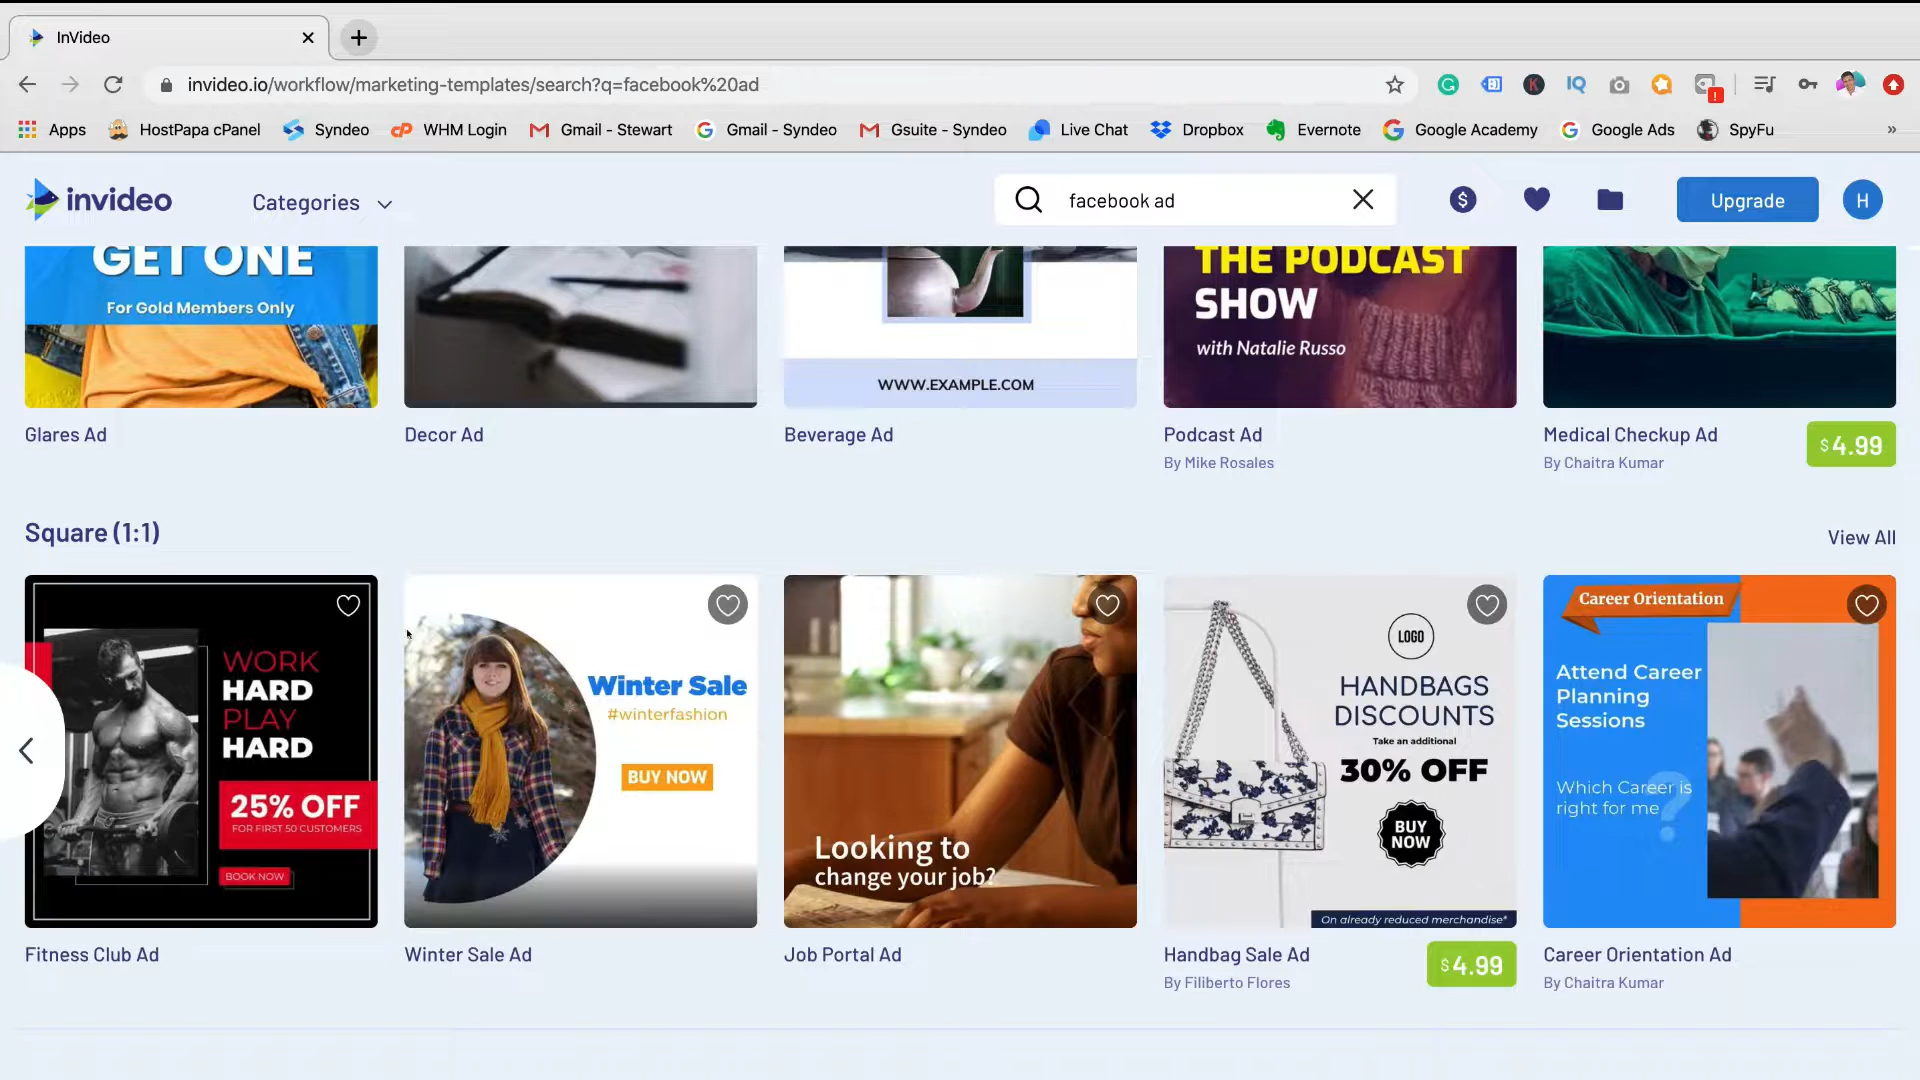 InVideo
invideo.io/workflow/marketing-templates/search?q=facebook%20ad
Apps
HostPapa cPanel
Syndeo
WHM Login
Gmail - Stewart
Gmail - Syndeo
Gsuite - Syndeo
Live Chat
Dropbox
Evernote
Google Academy
Google Ads
SpyFu
invideo
Categories
facebook ad
Upgrade
H
GET ONE
For Gold Members Only
WWW.EXAMPLE.COM
THE PODCAST
SHOW
with Natalie Russo
Glares Ad
Decor Ad
Beverage Ad
Podcast Ad
By Mike Rosales
Medical Checkup Ad
By Chaitra Kumar
$4.99
Square (1:1)
View All
WORK
HARD
PLAY
HARD
25% OFF
FOR FIRST 50 CUSTOMERS
BOOK NOW
Winter Sale
#winterfashion
BUY NOW
Looking to
change your job?
LOGO
HANDBAGS
DISCOUNTS
Take an additional
30% OFF
BUY
NOW
On already reduced merchandise*
Career Orientation
Attend Career
Planning
Sessions
Which Career is
right for me
?
Fitness Club Ad
Winter Sale Ad
Job Portal Ad
Handbag Sale Ad
By Filiberto Flores
$4.99
Career Orientation Ad
By Chaitra Kumar